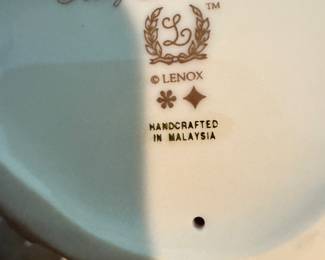 L
TM
© LENOX
HANDCRAFTED
IN MALAYSIA